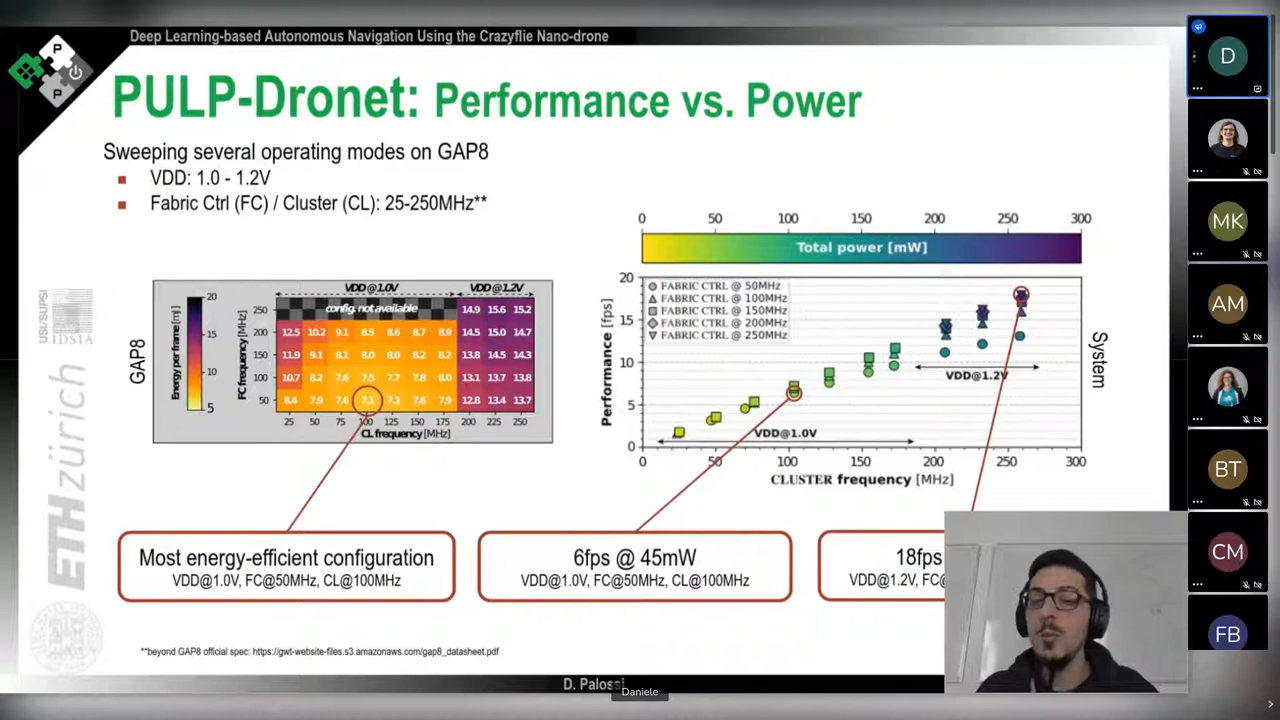 Deep Learning-based Autonomous Navigation Using the Crazyflie Nano-drone
P
P
P
PULP-Dronet: Performance vs. Power
Sweeping several operating modes on GAP8
VDD: 1.0 - 1.2V
Fabric Ctrl (FC) / Cluster (CL): 25-250MHz**
USI/SUPSI
IDSIA
ETHzürich
GAP8
Energy per frame [mJ]
20
15
10
5
FC frequency [MHz]
VDD@1.0V VDD@1.2V
250 config. not available 14.9 15.6 15.2
200 12.5 10.2 9.1 8.5 8.6 8.7 8.9 14.5 15.0 14.7
150 11.9 9.1 8.1 8.0 8.0 8.2 8.2 13.8 14.5 14.3
100 10.7 8.2 7.6 7.5 7.7 7.8 8.0 13.1 13.7 13.8
50 8.4 7.9 7.6 7.1 7.3 7.6 7.9 12.8 13.4 13.7
25 50 75 100 125 150 175 200 225 250
CL frequency [MHz]
0 50 100 150 200 250 300
Total power [mW]
Performance [fps]
20
15
10
5
0
FABRIC CTRL @ 50MHz
FABRIC CTRL @ 100MHz
FABRIC CTRL @ 150MHz
FABRIC CTRL @ 200MHz
FABRIC CTRL @ 250MHz
VDD@1.2V
VDD@1.0V
0 50 100 150 200 250 300
CLUSTER frequency [MHz]
System
Most energy-efficient configuration
VDD@1.0V, FC@50MHz, CL@100MHz
6fps @ 45mW
VDD@1.0V, FC@50MHz, CL@100MHz
18fps
VDD@1.2V, FC@
**beyond GAP8 official spec: https://gwt-website-files.s3.amazonaws.com/gap8_datasheet.pdf
D. Palossi
Daniele
D
MK
AM
BT
CM
FB